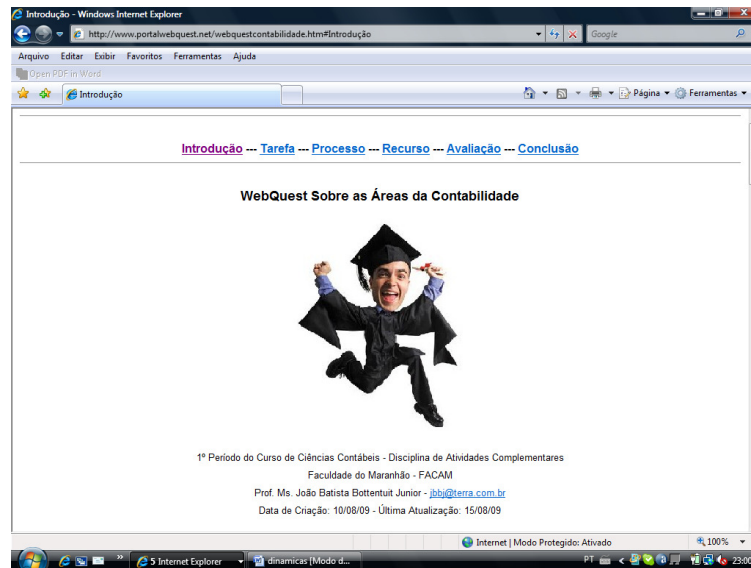 Introdução - Windows Internet Explorer
http://www.portalwebquest.net/webquestcontabilidade.htm#Introdução
Google
Arquivo Editar Exibir Favoritos Ferramentas Ajuda
Open PDF in Word
Introdução
Página
Ferramentas
Introdução --- Tarefa --- Processo --- Recurso --- Avaliação --- Conclusão
WebQuest Sobre as Áreas da Contabilidade
1º Período do Curso de Ciências Contábeis - Disciplina de Atividades Complementares
Faculdade do Maranhão - FACAM
Prof. Ms. João Batista Bottentuit Junior - jbbj@terra.com.br
Data de Criação: 10/08/09 - Última Atualização: 15/08/09
Internet | Modo Protegido: Ativado
100%
5 Internet Explorer
dinamicas [Modo d...
PT
23:00